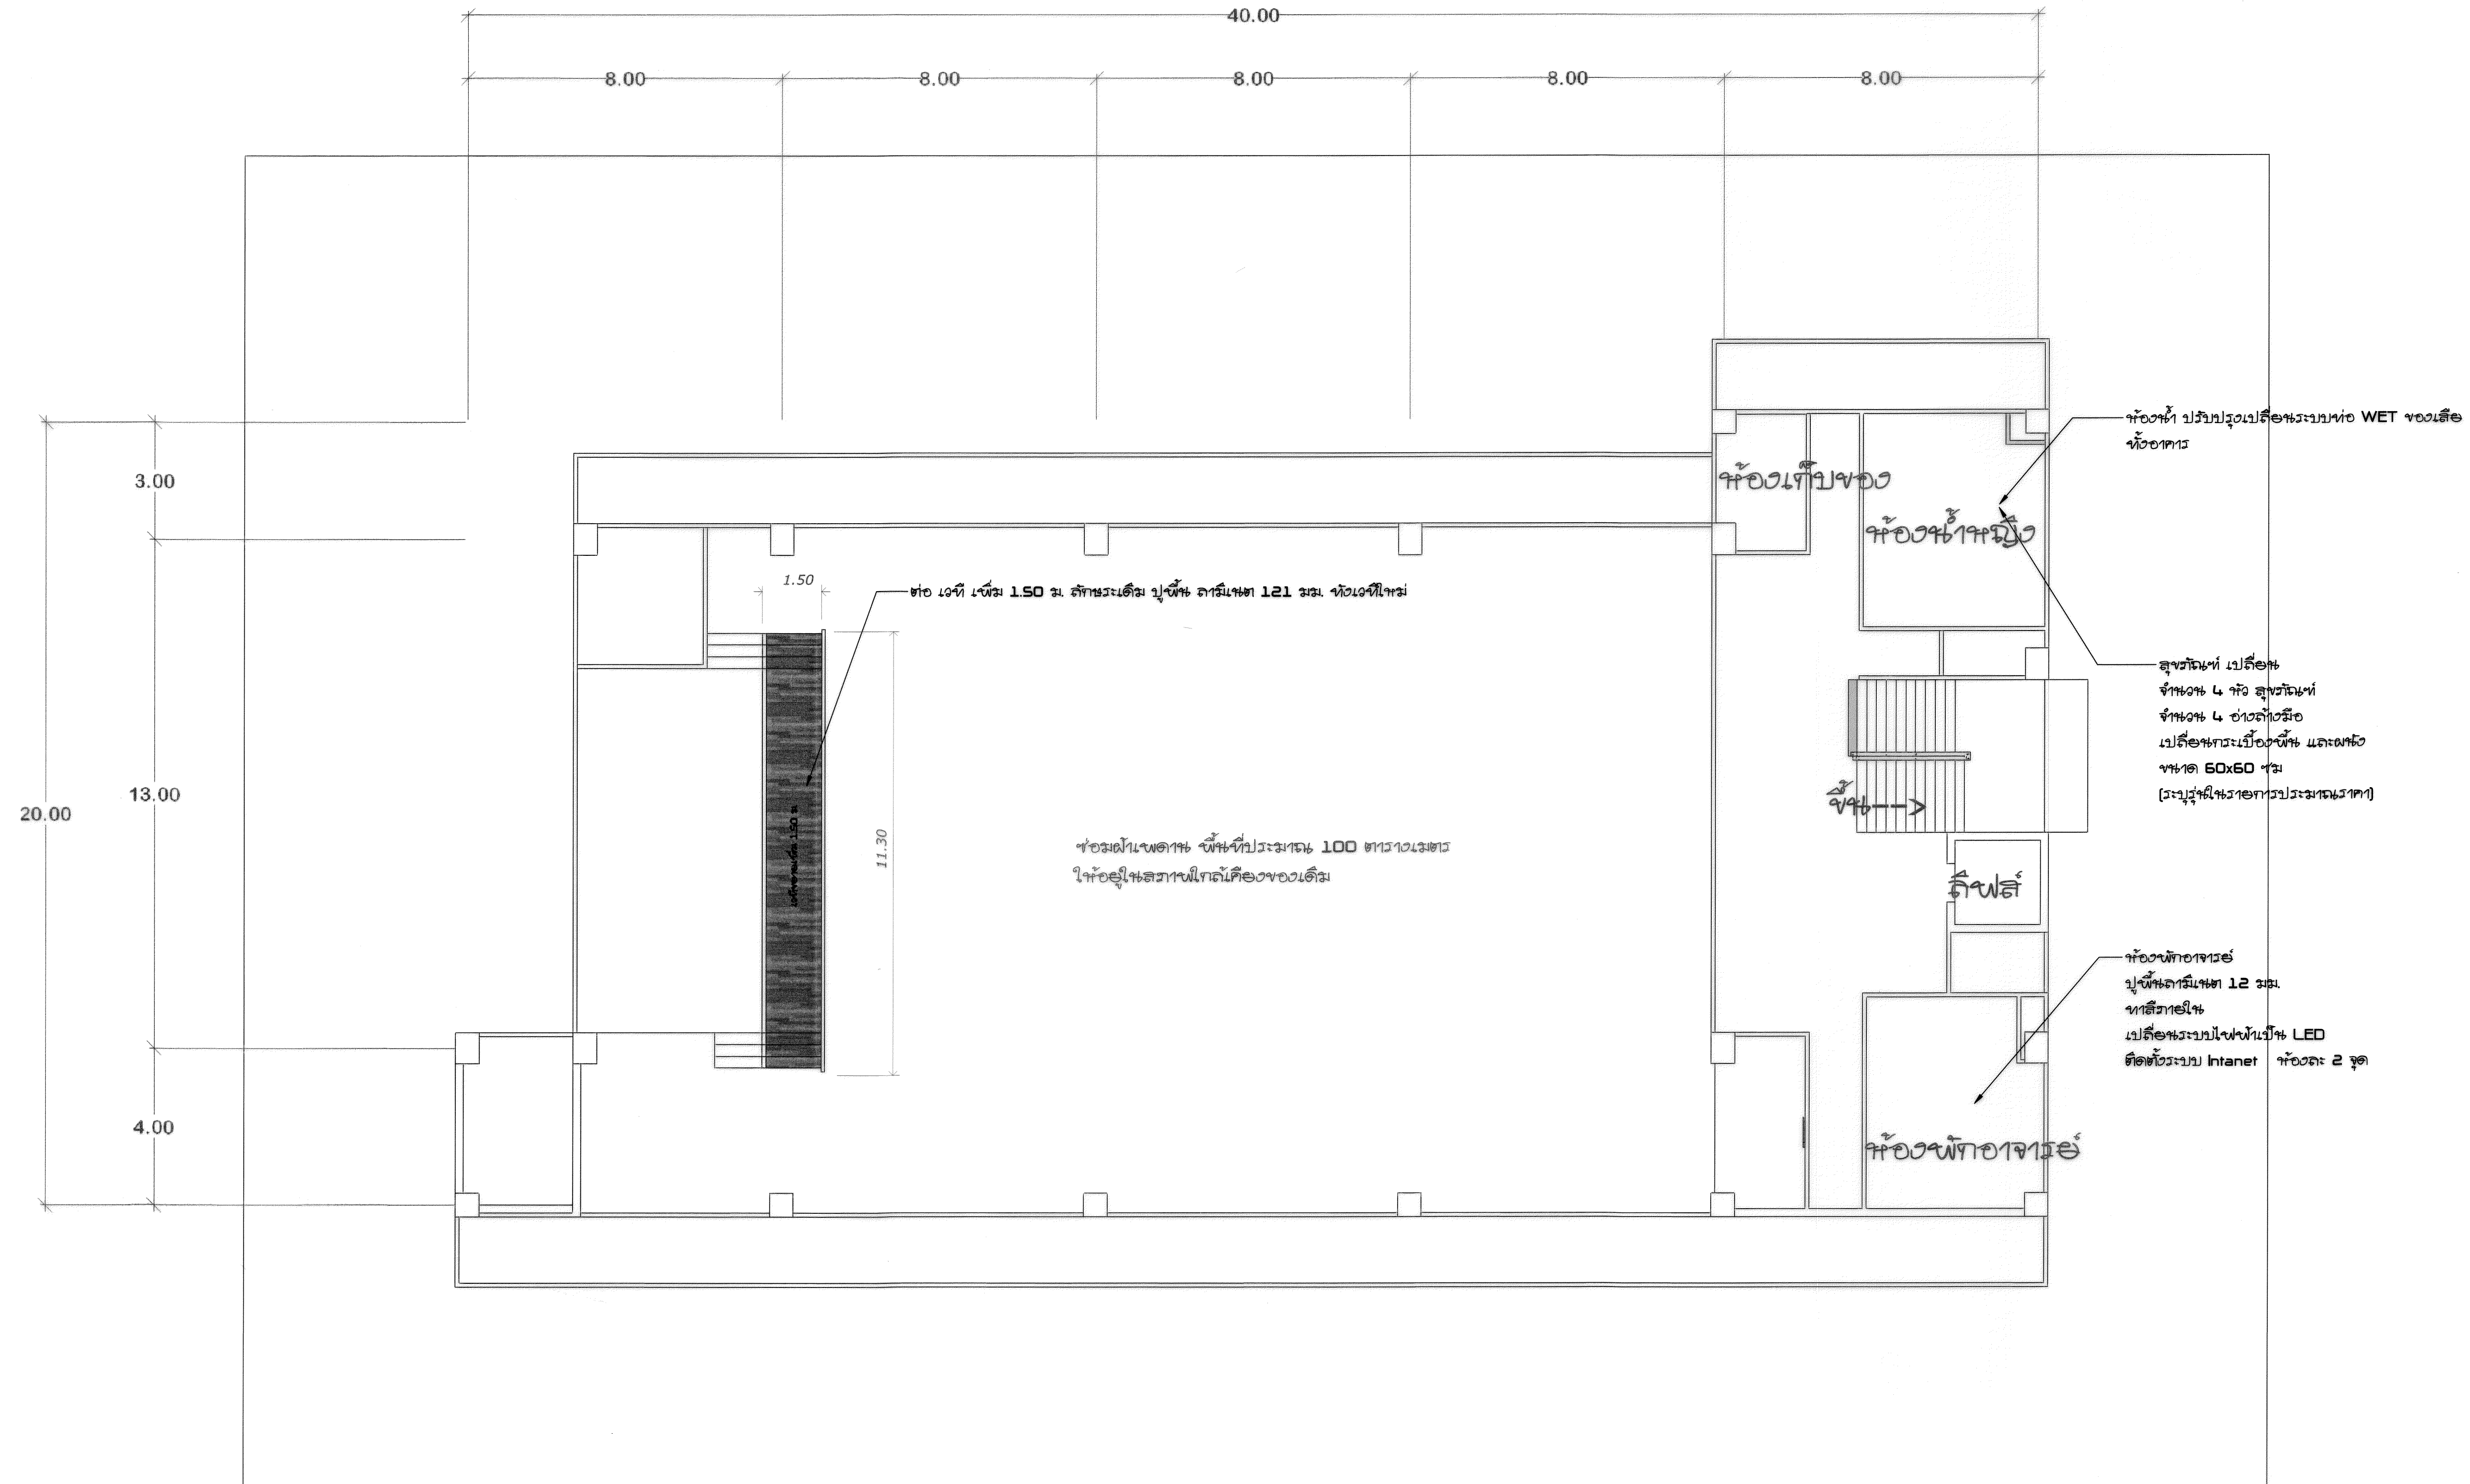 40.00
8.00 8.00 8.00 8.00 8.00
3.00
13.00
20.00
4.00
ห้องเก็บของ
ห้องน้ำหญิง
ห้องน้ำ ปรับปรุงเปลี่ยนระบบท่อ WET ของเสีย
ทั้งอาคาร
1.50
ต่อ เวที เพิ่ม 1.50 ม. ลักษระเดิม ปูพื้น ลามิเนต 121 มม. ทังเวทีใหม่
สุขภัณฑ์ เปลี่ยน
จำนวน 4 หัว สุขภัณฑ์
จำนวน 4 อ่างล้างมือ
เปลี่ยนกระเบื้องพื้น และผนัง
ขนาด 60x60 ซม
(ระบุรุ่นในรายการประมาณราคา)
ขึ้น
11.30
1.50 ม
ซ่อมฝ้าเพดาน พื้นที่ประมาณ 100 ตารางเมตร
ให้อยู่ในสภาพใกล้เคียงของเดิม
ลิฟส์
ห้องพักอาจารย์
ปูพื้นลามิเนต 12 มม.
ทาสีภายใน
เปลี่ยนระบบไฟฟ้าเป็น LED
ติดตั้งระบบ Intanet ห้องละ 2 จุด
ห้องพักอาจารย์